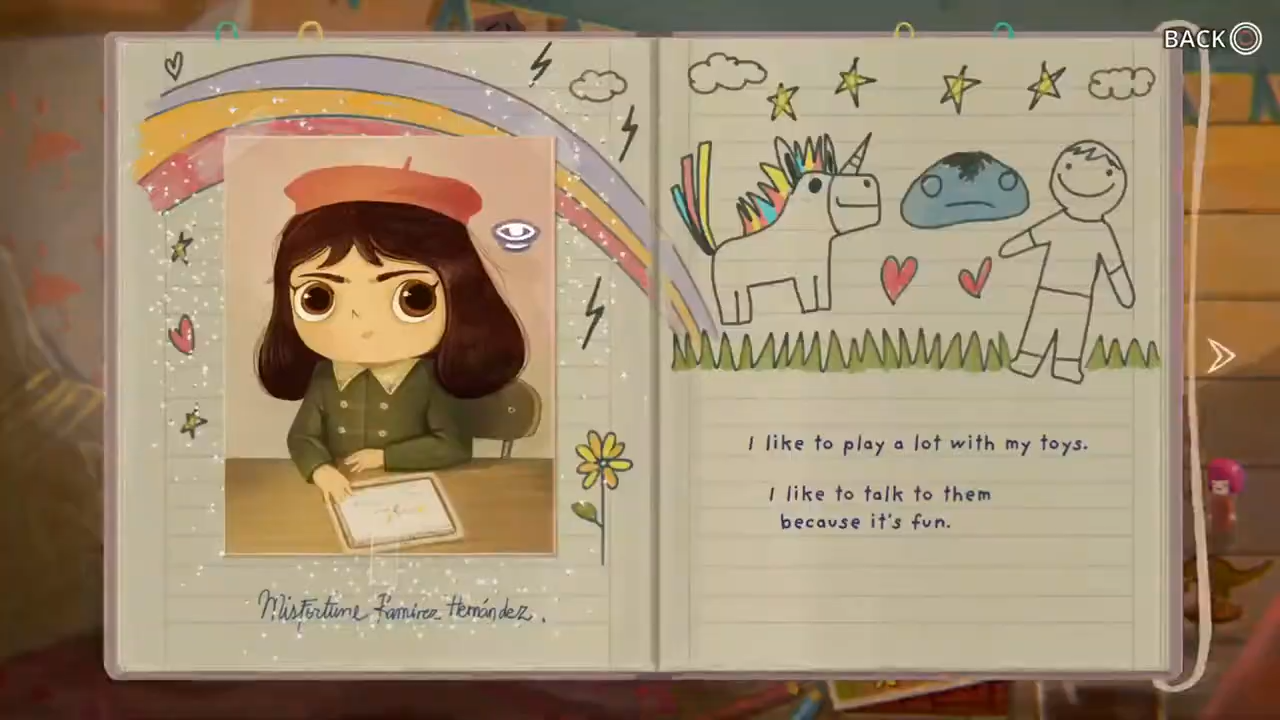 BACK
Misfortune Ramírez Hernández.
I like to play a lot with my toys.
I like to talk to them
because it's fun.